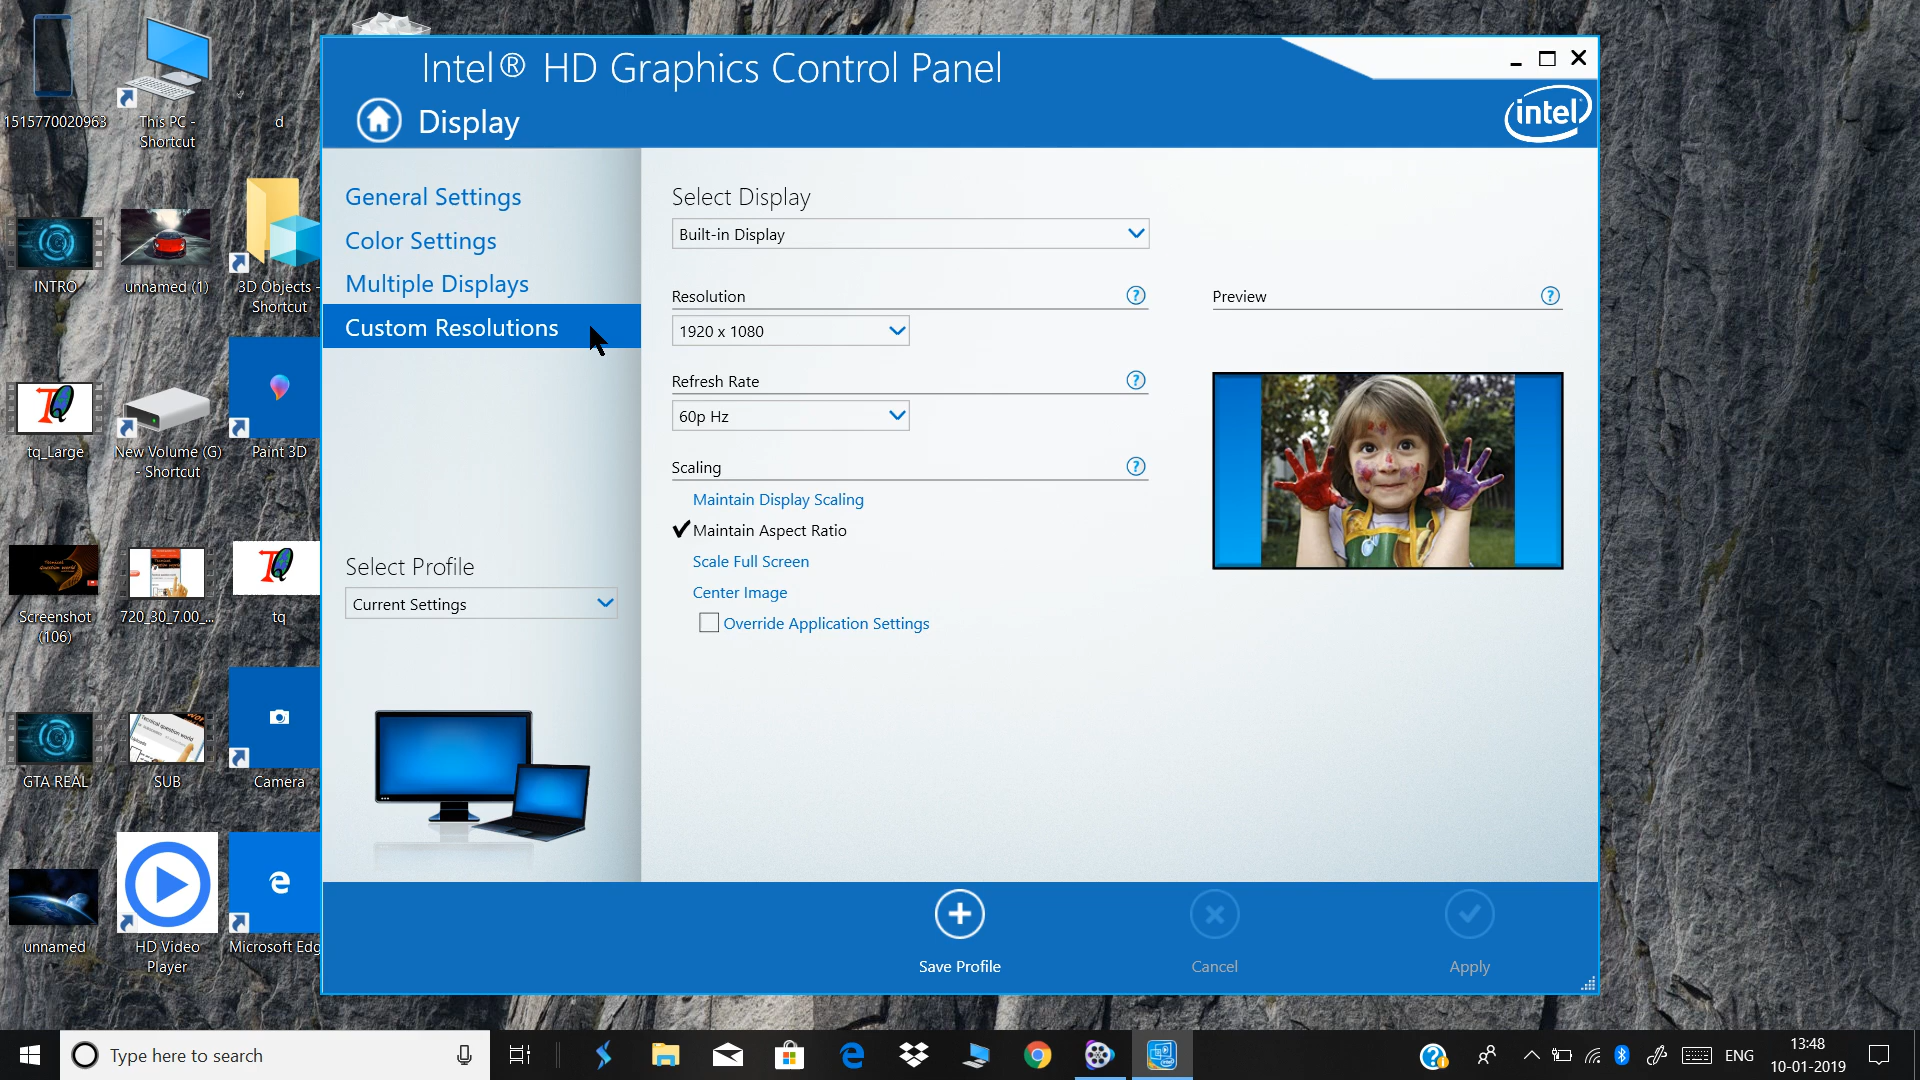 1515770020963
This PC -
Shortcut
d
INTRO
unnamed (1)
3D Objects -
Shortcut
tq_Large
New Volume (G)
- Shortcut
Paint 3D
Screenshot
(106)
720_30_7.00_...
tq
GTA REAL
SUB
Camera
unnamed
HD Video
Player
Microsoft Edg
Intel® HD Graphics Control Panel
Display
intel
General Settings
Color Settings
Multiple Displays
Custom Resolutions
Select Profile
Current Settings
Select Display
Built-in Display
Resolution
?
1920 x 1080
Refresh Rate
?
60p Hz
Scaling
?
Maintain Display Scaling
Maintain Aspect Ratio
Scale Full Screen
Center Image
Override Application Settings
Preview
?
Save Profile
Cancel
Apply
Type here to search
ENG
13:48
10-01-2019